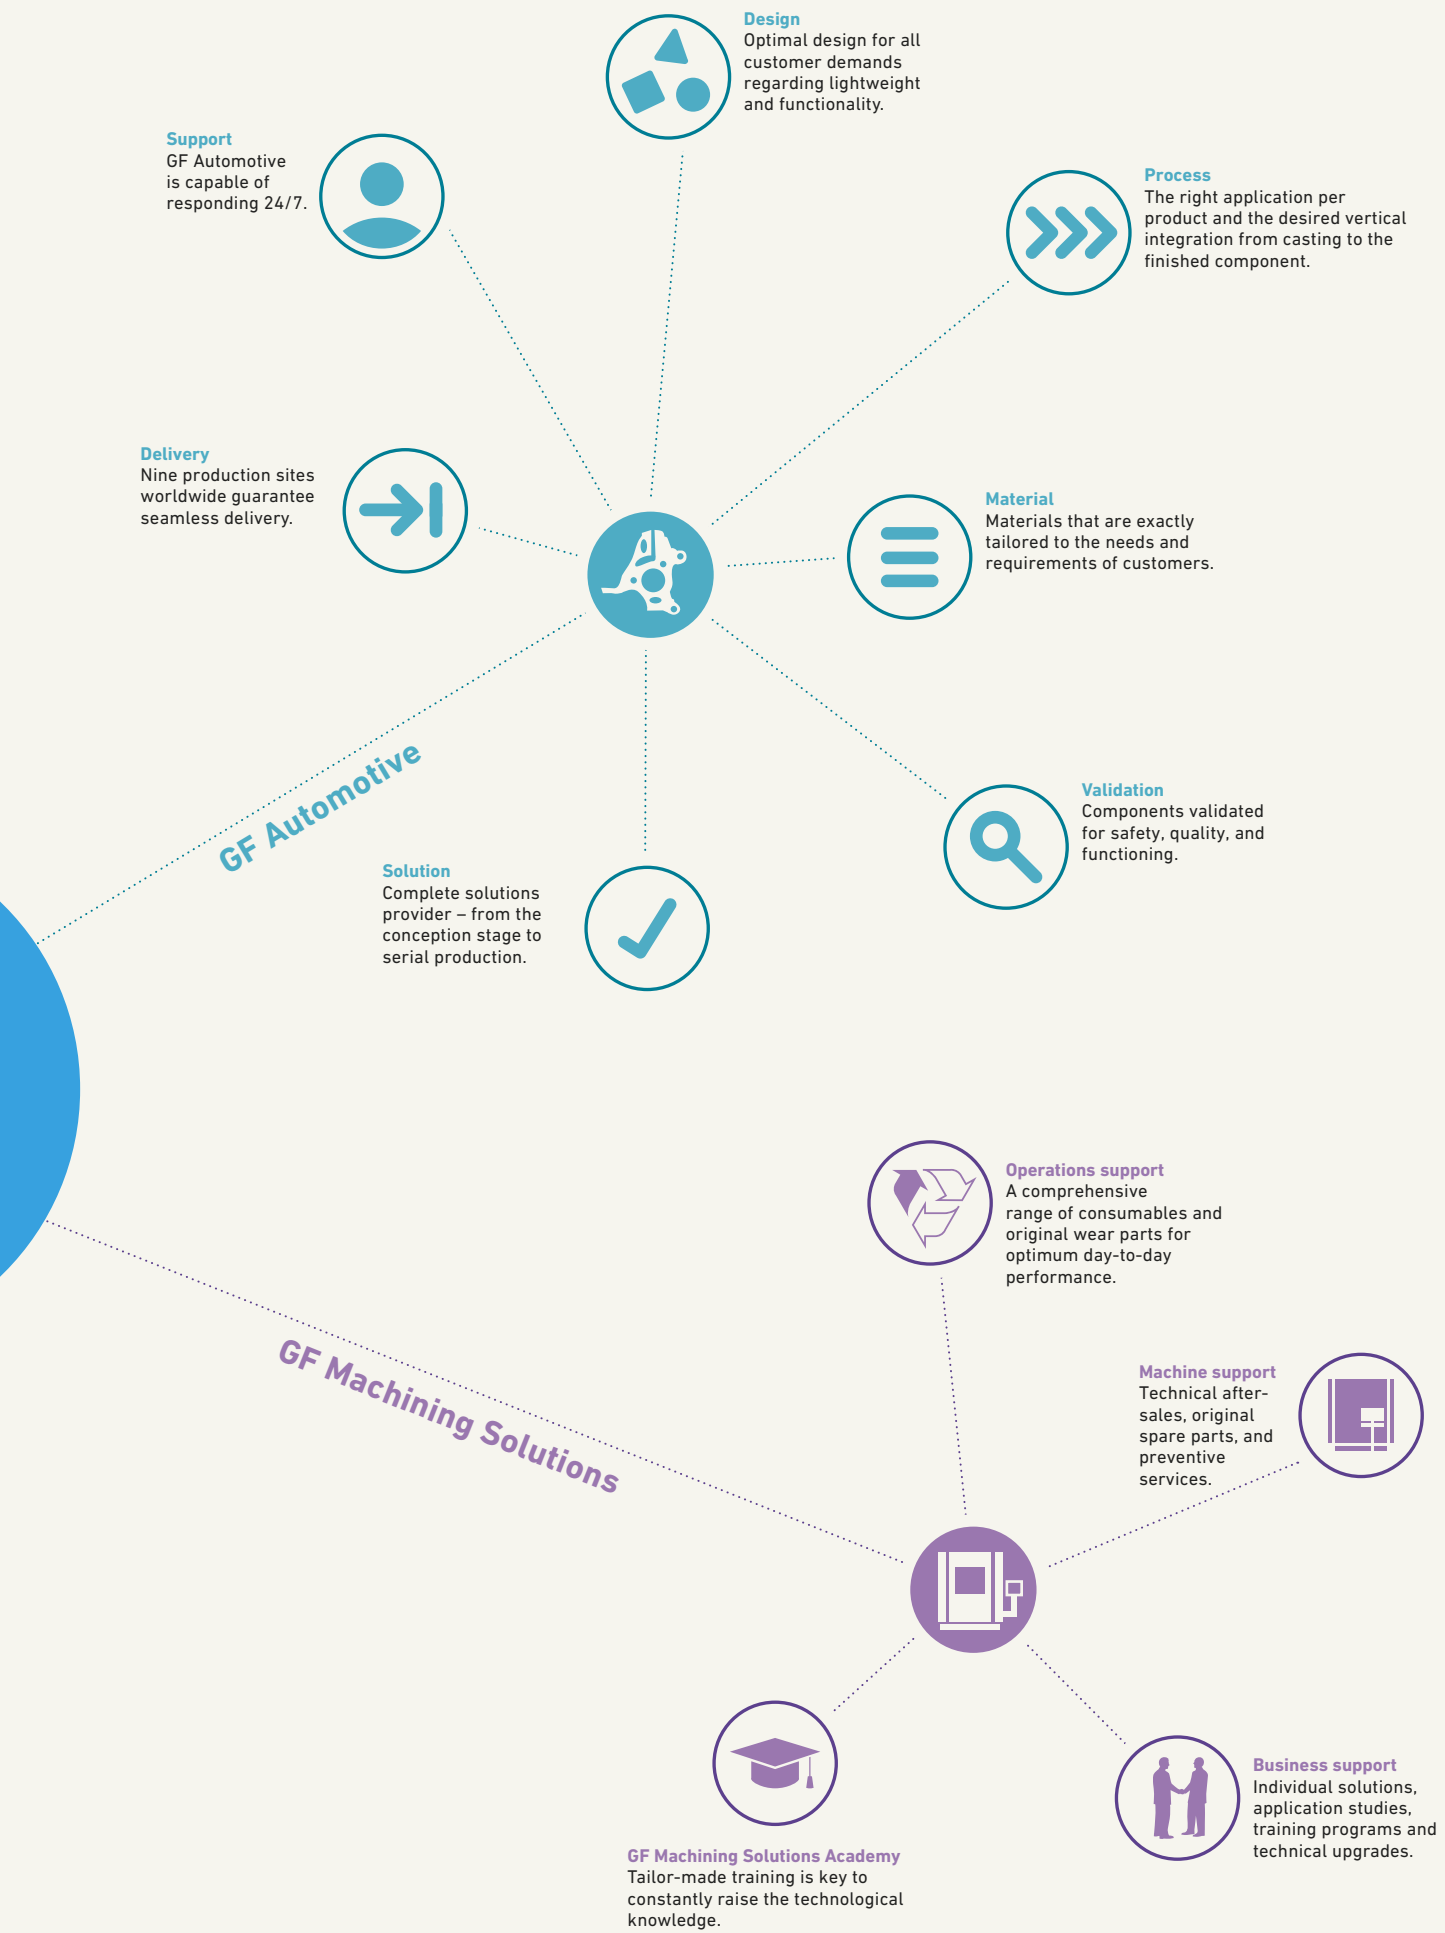 Design
Optimal design for all
customer demands
regarding lightweight
and functionality.
Support
GF Automotive
is capable of
responding 24/7.
Process
The right application per
product and the desired vertical
integration from casting to the
finished component.
Delivery
Nine production sites
worldwide guarantee
seamless delivery.
Material
Materials that are exactly
tailored to the needs and
requirements of customers.
GF Automotive
Validation
Components validated
for safety, quality, and
functioning.
Solution
Complete solutions
provider – from the
conception stage to
serial production.
Operations support
A comprehensive
range of consumables and
original wear parts for
optimum day-to-day
performance.
GF Machining Solutions
Machine support
Technical after-
sales, original
spare parts, and
preventive
services.
Business support
Individual solutions,
application studies,
training programs and
technical upgrades.
GF Machining Solutions Academy
Tailor-made training is key to
constantly raise the technological
knowledge.